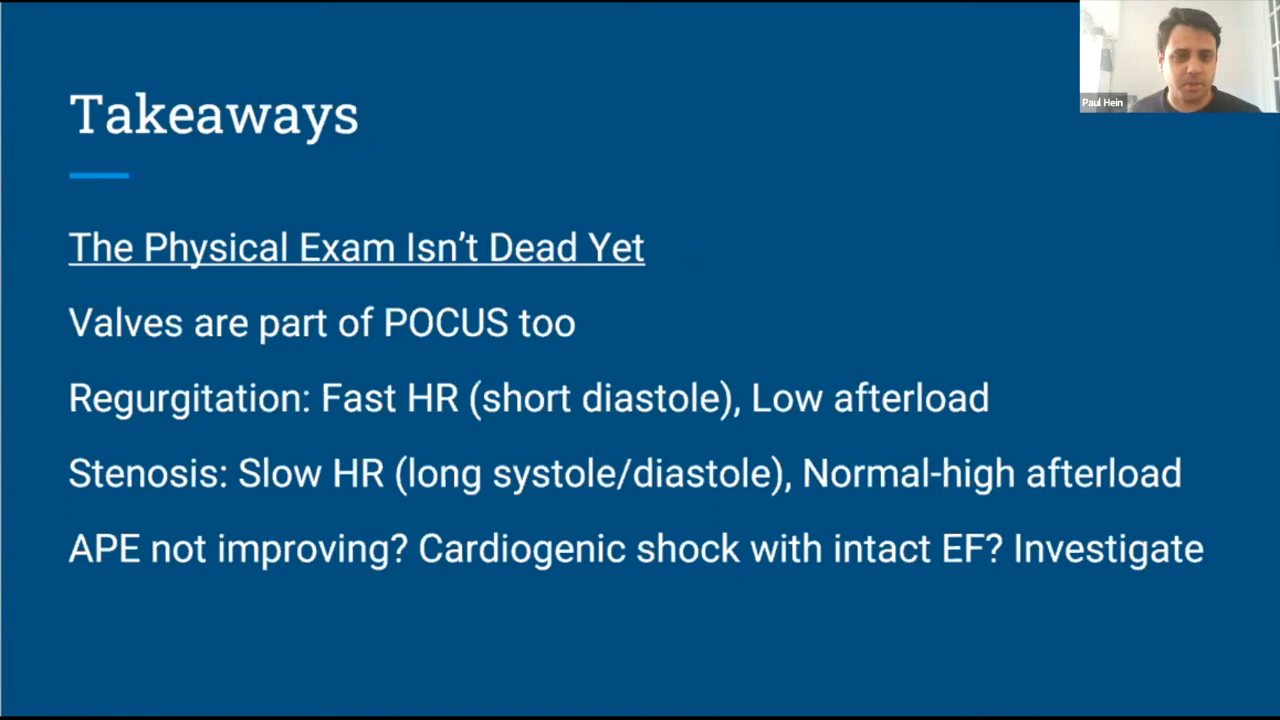 Takeaways
Paul Hein
The Physical Exam Isn’t Dead Yet
Valves are part of POCUS too
Regurgitation: Fast HR (short diastole), Low afterload
Stenosis: Slow HR (long systole/diastole), Normal-high afterload
APE not improving? Cardiogenic shock with intact EF? Investigate